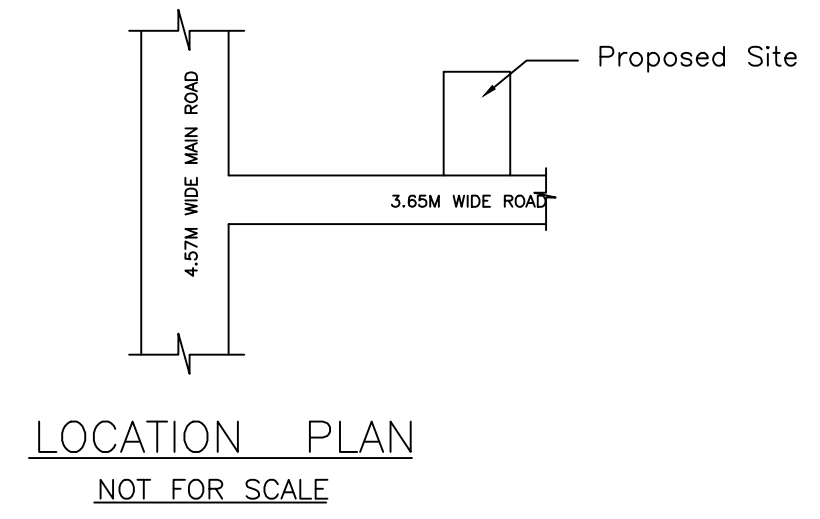 Proposed Site
4.57M WIDE MAIN ROAD
3.65M WIDE ROAD
LOCATION PLAN
NOT FOR SCALE